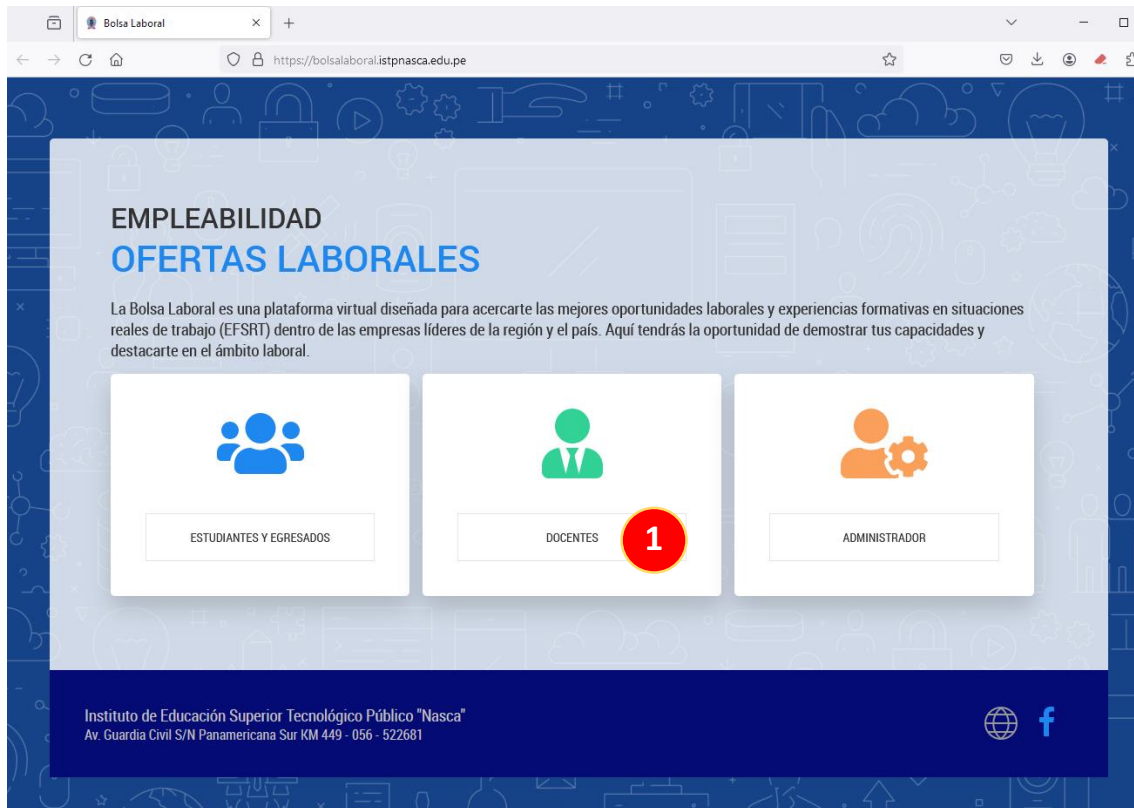 Bolsa Laboral
https://bolsalaboral.istpnasca.edu.pe
EMPLEABILIDAD
OFERTAS LABORALES
La Bolsa Laboral es una plataforma virtual diseñada para acercarte las mejores oportunidades laborales y experiencias formativas en situaciones
reales de trabajo (EFSRT) dentro de las empresas líderes de la región y el país. Aquí tendrás la oportunidad de demostrar tus capacidades y
destacarte en el ámbito laboral.
ESTUDIANTES Y EGRESADOS
DOCENTES
1
ADMINISTRADOR
Instituto de Educación Superior Tecnológico Público "Nasca"
Av. Guardia Civil S/N Panamericana Sur KM 449 - 056 - 522681